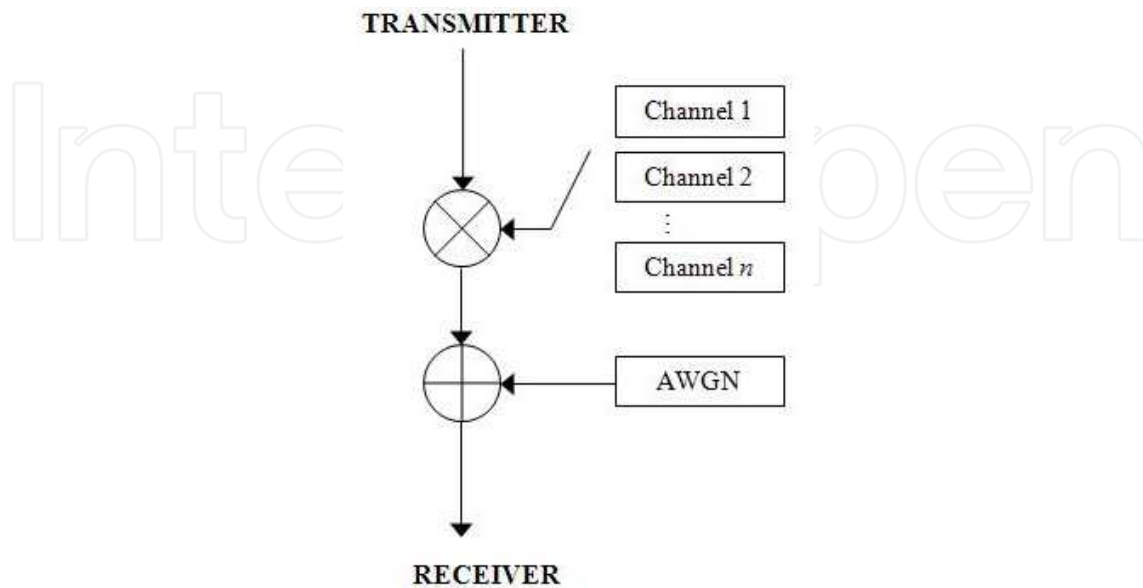 TRANSMITTER
Channel 1
Channel 2
⋮
Channel n
AWGN
RECEIVER